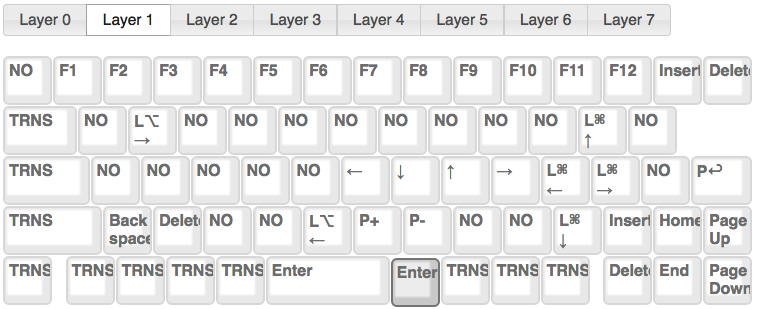 Layer 0 Layer 1 Layer 2 Layer 3 Layer 4 Layer 5 Layer 6 Layer 7
NO F1 F2 F3 F4 F5 F6 F7 F8 F9 F10 F11 F12 Insert Delet
TRNS NO L⌥ NO NO NO NO NO NO NO NO L⌘ NO
→ ↑
TRNS NO NO NO NO NO ← ↓ ↑ → L⌘ L⌘ NO P↩
← →
TRNS Back Delet NO NO L⌥ P+ P- NO NO L⌘ Insert Home Page
space ← ↓ Up
TRNS TRNS TRNS TRNS TRNS Enter Enter TRNS TRNS TRNS Delet End Page
Down